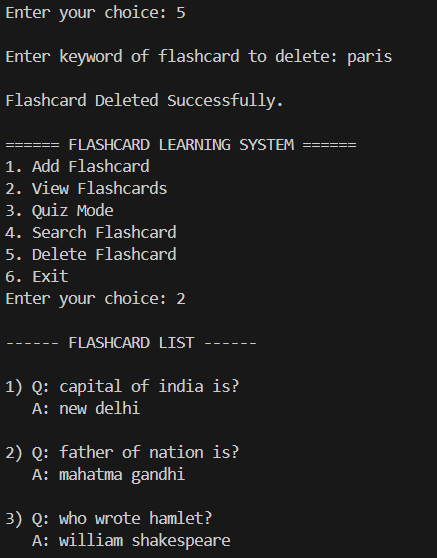 Enter your choice: 5
Enter keyword of flashcard to delete: paris
Flashcard Deleted Successfully.
====== FLASHCARD LEARNING SYSTEM ======
1. Add Flashcard
2. View Flashcards
3. Quiz Mode
4. Search Flashcard
5. Delete Flashcard
6. Exit
Enter your choice: 2
------ FLASHCARD LIST ------
1) Q: capital of india is?
A: new delhi
2) Q: father of nation is?
A: mahatma gandhi
3) Q: who wrote hamlet?
A: william shakespeare